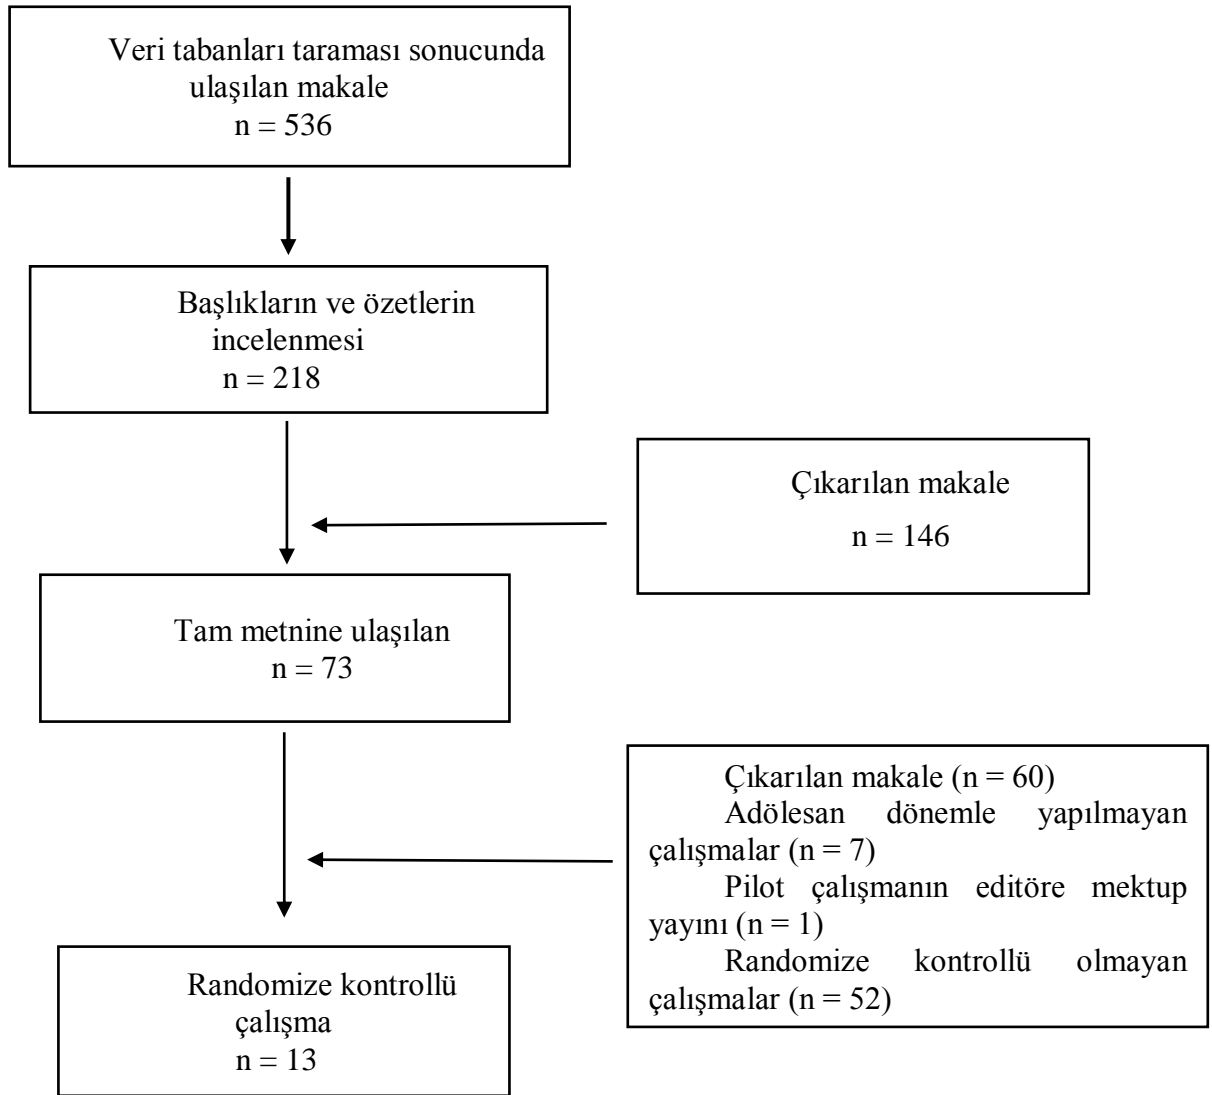 Veri tabanları taraması sonucunda
ulaşılan makale
n = 536
Başlıkların ve özetlerin
incelenmesi
n = 218
Çıkarılan makale
n = 146
Tam metnine ulaşılan
n = 73
Çıkarılan makale (n = 60)
Adölesan dönemle yapılmayan
çalışmalar (n = 7)
Pilot çalışmanın editöre mektup
yayını (n = 1)
Randomize kontrollü olmayan
çalışmalar (n = 52)
Randomize kontrollü
çalışma
n = 13